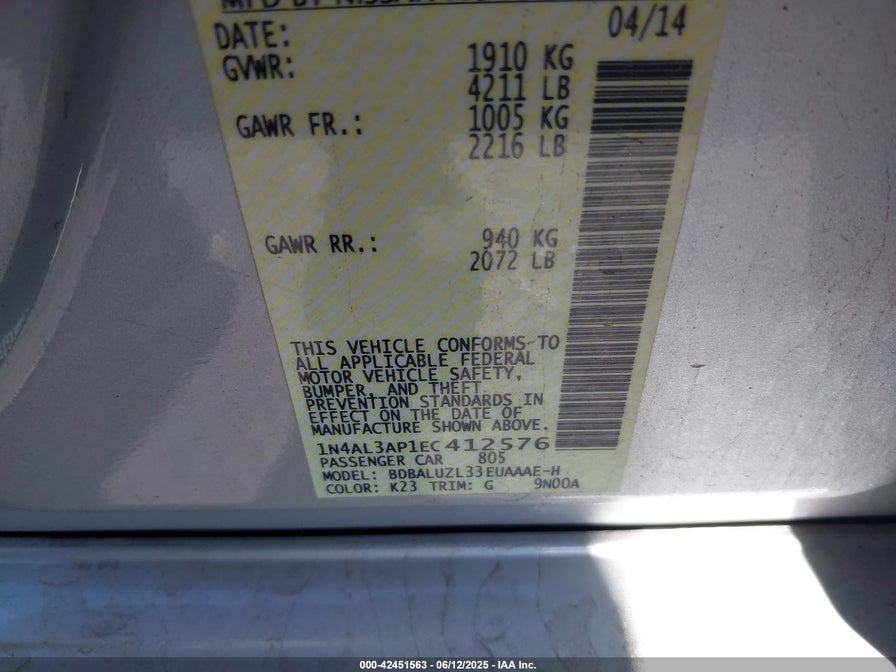 MFD BY NISSAN
DATE: 04/14
GVWR: 1910 KG
4211 LB
GAWR FR.: 1005 KG
2216 LB
GAWR RR.: 940 KG
2072 LB
THIS VEHICLE CONFORMS TO
ALL APPLICABLE FEDERAL
MOTOR VEHICLE SAFETY,
BUMPER, AND THEFT
PREVENTION STANDARDS IN
EFFECT ON THE DATE OF
MANUFACTURE SHOWN ABOVE.
1N4AL3AP1EC412576
PASSENGER CAR 805
MODEL: BDBALUZL33EUAAAE-H
COLOR: K23 TRIM: G 9N00A
000-42451563 - 06/12/2025 - IAA Inc.